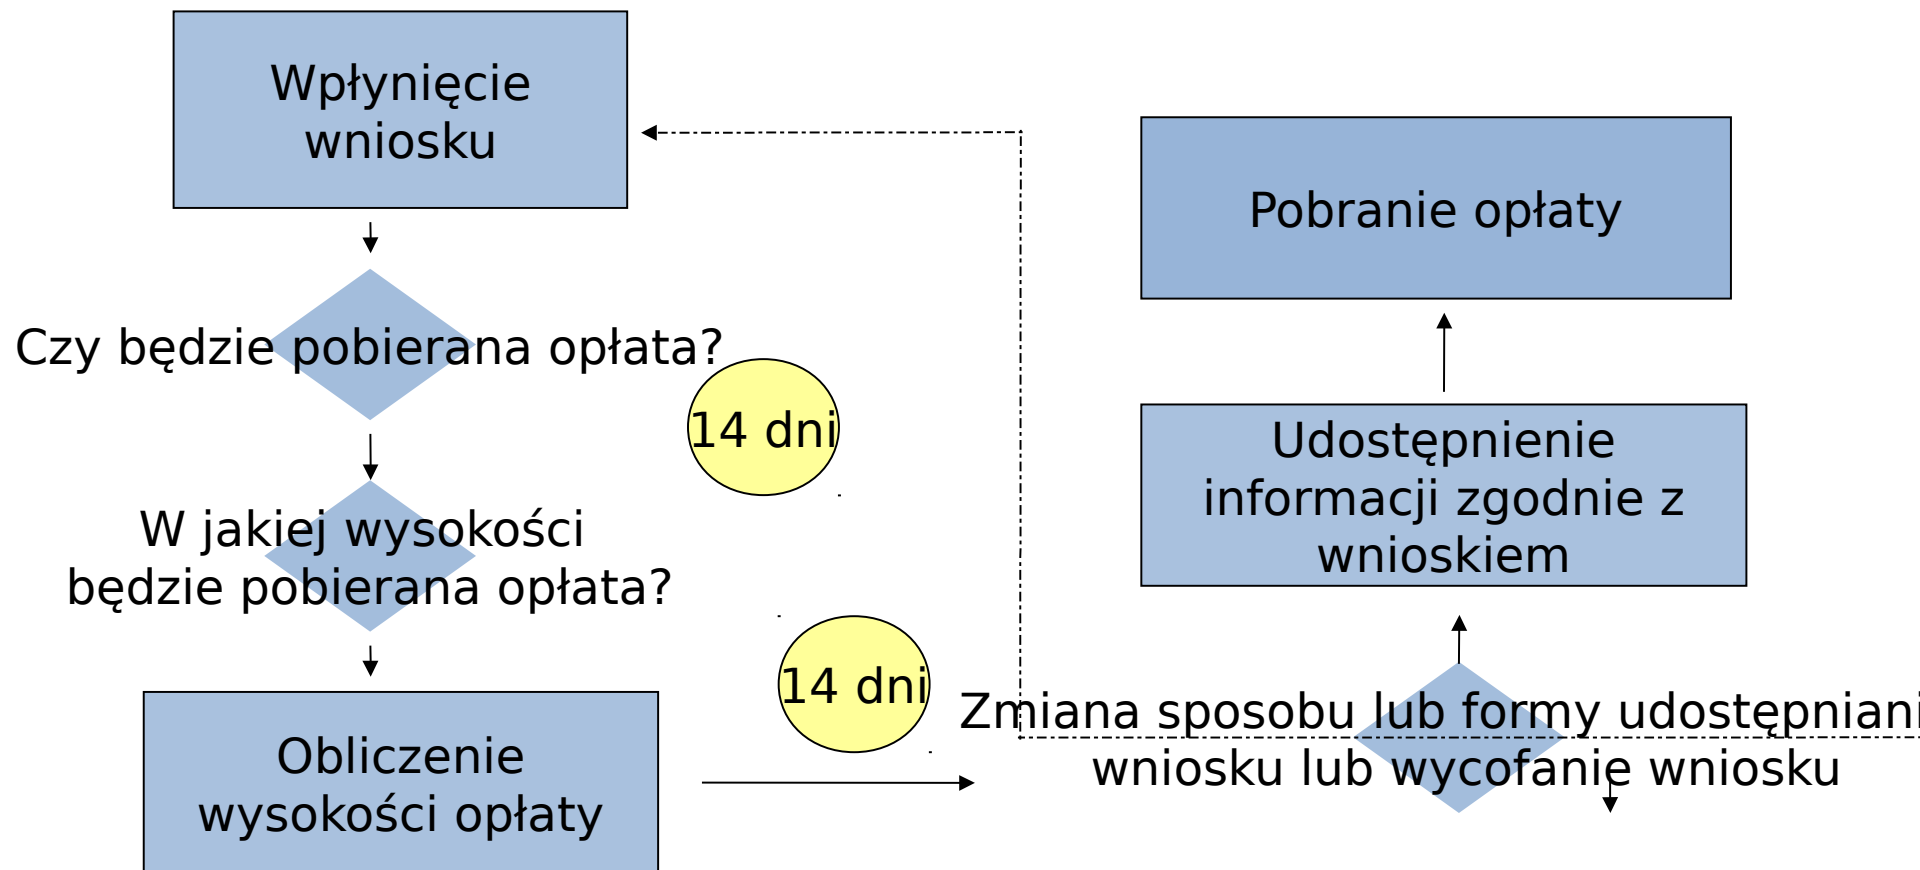 Wpłynięcie
wniosku
Czy będzie pobierana opłata?
14 dni
W jakiej wysokości
będzie pobierana opłata?
14 dni
Obliczenie
wysokości opłaty
Pobranie opłaty
Udostępnienie
informacji zgodnie z
wnioskiem
Zmiana sposobu lub formy udostępniani
wniosku lub wycofanie wniosku